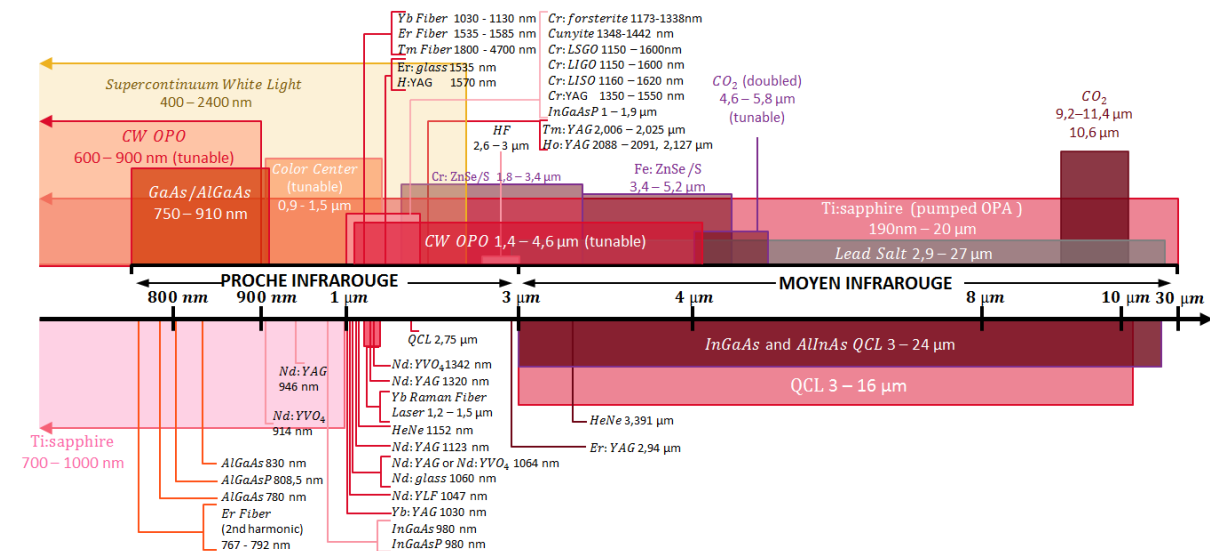 Yb Fiber 1030 - 1130 nm
Er Fiber 1535 - 1585 nm
Tm Fiber 1800 - 4700 nm
Er: glass 1535 nm
H:YAG 1570 nm
Cr: forsterite 1173-1338nm
Cunyite 1348-1442 nm
Cr: LSGO 1150 – 1600nm
Cr: LIGO 1150 – 1600 nm
Cr: LISO 1160 – 1620 nm
Cr:YAG 1350 – 1550 nm
InGaAsP 1 – 1,9 µm
Tm: YAG 2,006 – 2,025 µm
Ho: YAG 2088 – 2091, 2,127 µm
HF
2,6 – 3 µm
CO₂ (doubled)
4,6 – 5,8 µm
(tunable)
CO₂
9,2–11,4 µm
10,6 µm
Supercontinuum White Light
400 – 2400 nm
CW OPO
600 – 900 nm (tunable)
GaAs/AlGaAs
750 – 910 nm
Color Center
(tunable)
0,9 - 1,5 µm
Cr: ZnSe/S 1,8 – 3,4 µm
Fe: ZnSe/S
3,4 – 5,2 µm
CW OPO 1,4 – 4,6 µm (tunable)
Ti:sapphire (pumped OPA )
190nm – 20 µm
Lead Salt 2,9 – 27 µm
PROCHE INFRAROUGE
MOYEN INFRAROUGE
800 nm
900 nm
1 µm
3 µm
4 µm
8 µm
10 µm
30 µm
QCL 2,75 µm
InGaAs and AlInAs QCL 3 – 24 µm
QCL 3 – 16 µm
Nd:YAG
946 nm
Nd:YVO₄
914 nm
Ti:sapphire
700 – 1000 nm
Nd:YVO₄ 1342 nm
Nd:YAG 1320 nm
Yb Raman Fiber
Laser 1,2 – 1,5 µm
HeNe 1152 nm
Nd:YAG 1123 nm
Nd:YAG or Nd:YVO₄ 1064 nm
Nd:glass 1060 nm
Nd:YLF 1047 nm
Yb:YAG 1030 nm
InGaAs 980 nm
InGaAsP 980 nm
HeNe 3,391 µm
Er: YAG 2,94 µm
AlGaAs 830 nm
AlGaAsP 808,5 nm
AlGaAs 780 nm
Er Fiber
(2nd harmonic)
767 - 792 nm